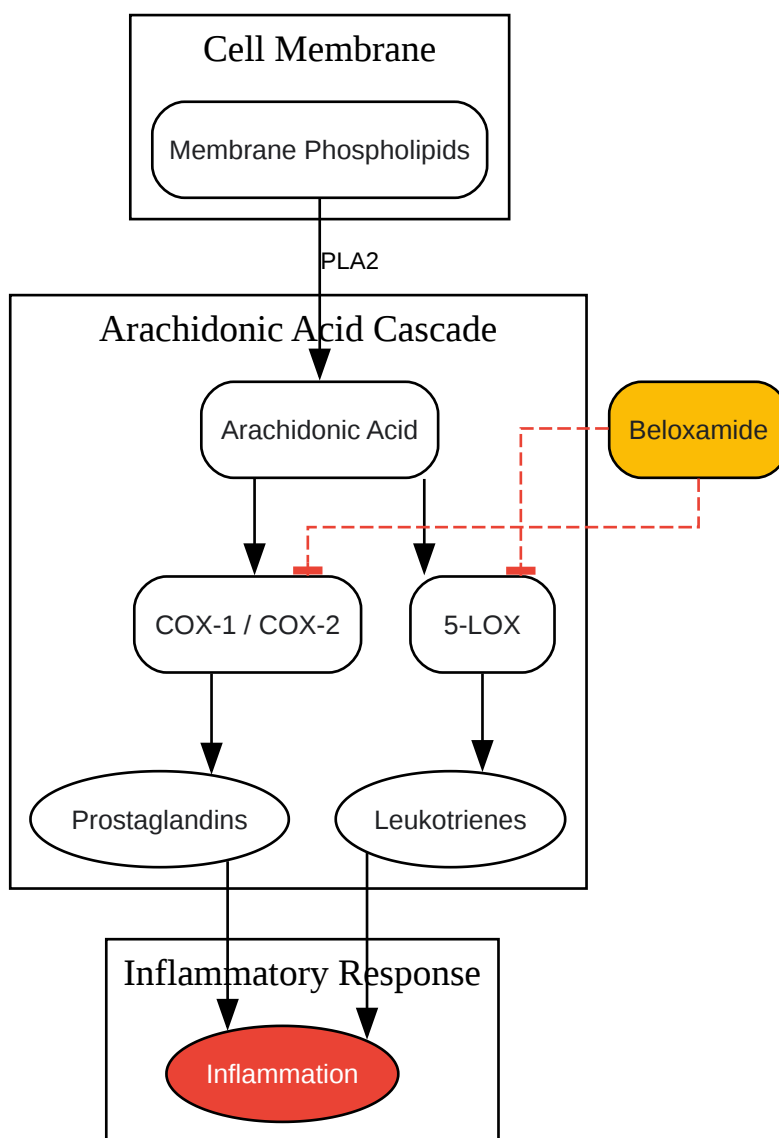 Cell Membrane
Membrane Phospholipids
PLA2
Arachidonic Acid Cascade
Arachidonic Acid
Beloxamide
COX-1 / COX-2
5-LOX
Prostaglandins
Leukotrienes
Inflammatory Response
Inflammation